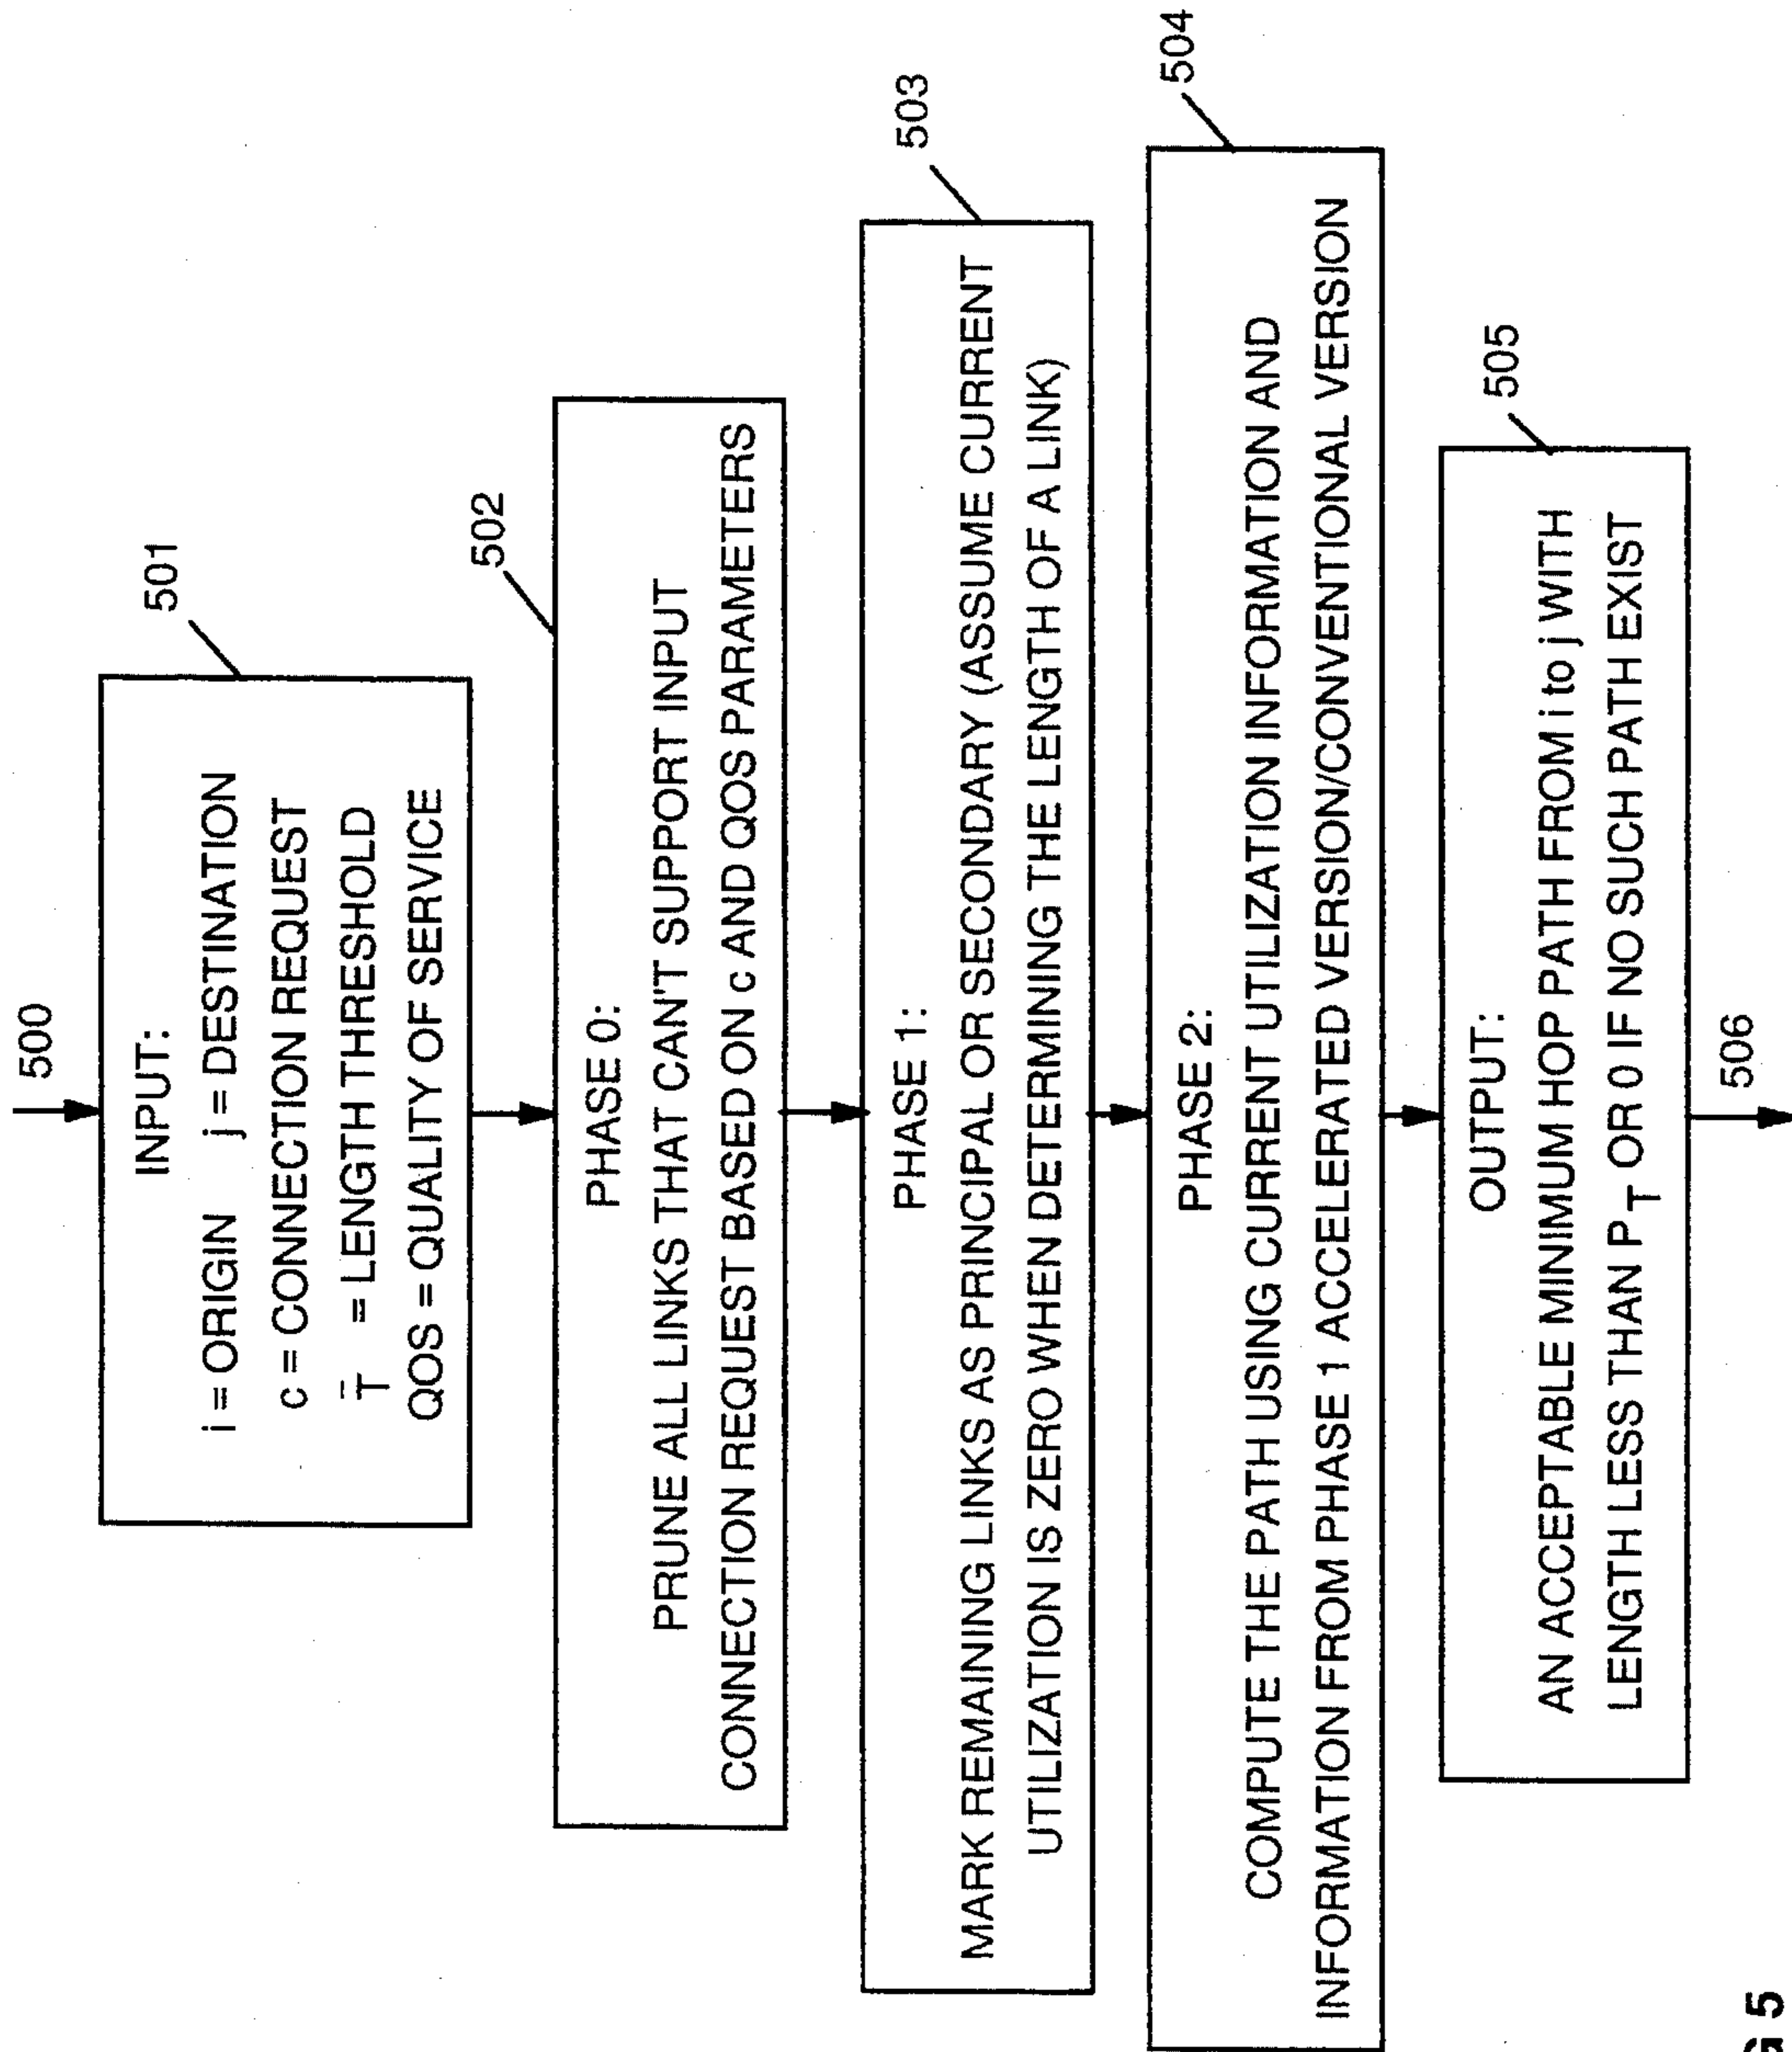 500
501
INPUT:
i = ORIGIN j = DESTINATION
c = CONNECTION REQUEST
T̄ = LENGTH THRESHOLD
QOS = QUALITY OF SERVICE
502
PHASE 0:
PRUNE ALL LINKS THAT CAN'T SUPPORT INPUT
CONNECTION REQUEST BASED ON c AND QOS PARAMETERS
503
PHASE 1:
MARK REMAINING LINKS AS PRINCIPAL OR SECONDARY (ASSUME CURRENT
UTILIZATION IS ZERO WHEN DETERMINING THE LENGTH OF A LINK)
504
PHASE 2:
COMPUTE THE PATH USING CURRENT UTILIZATION INFORMATION AND
INFORMATION FROM PHASE 1 ACCELERATED VERSION/CONVENTIONAL VERSION
505
OUTPUT:
AN ACCEPTABLE MINIMUM HOP PATH FROM i to j WITH
LENGTH LESS THAN P_T OR 0 IF NO SUCH PATH EXIST
506
G 5